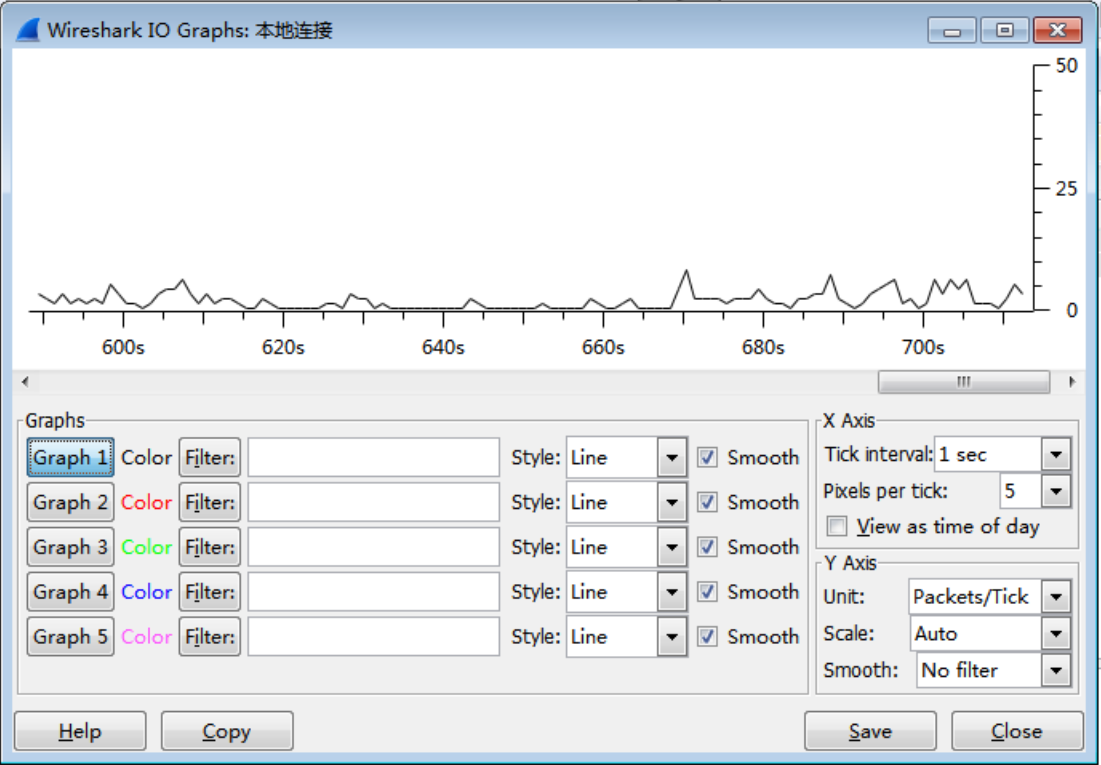 Wireshark IO Graphs: 本地连接
50
25
0
600s 620s 640s 660s 680s 700s
Graphs
Graph 1 Color Filter: Style: Line Smooth
Graph 2 Color Filter: Style: Line Smooth
Graph 3 Color Filter: Style: Line Smooth
Graph 4 Color Filter: Style: Line Smooth
Graph 5 Color Filter: Style: Line Smooth
X Axis
Tick interval: 1 sec
Pixels per tick: 5
View as time of day
Y Axis
Unit: Packets/Tick
Scale: Auto
Smooth: No filter
Help Copy Save Close